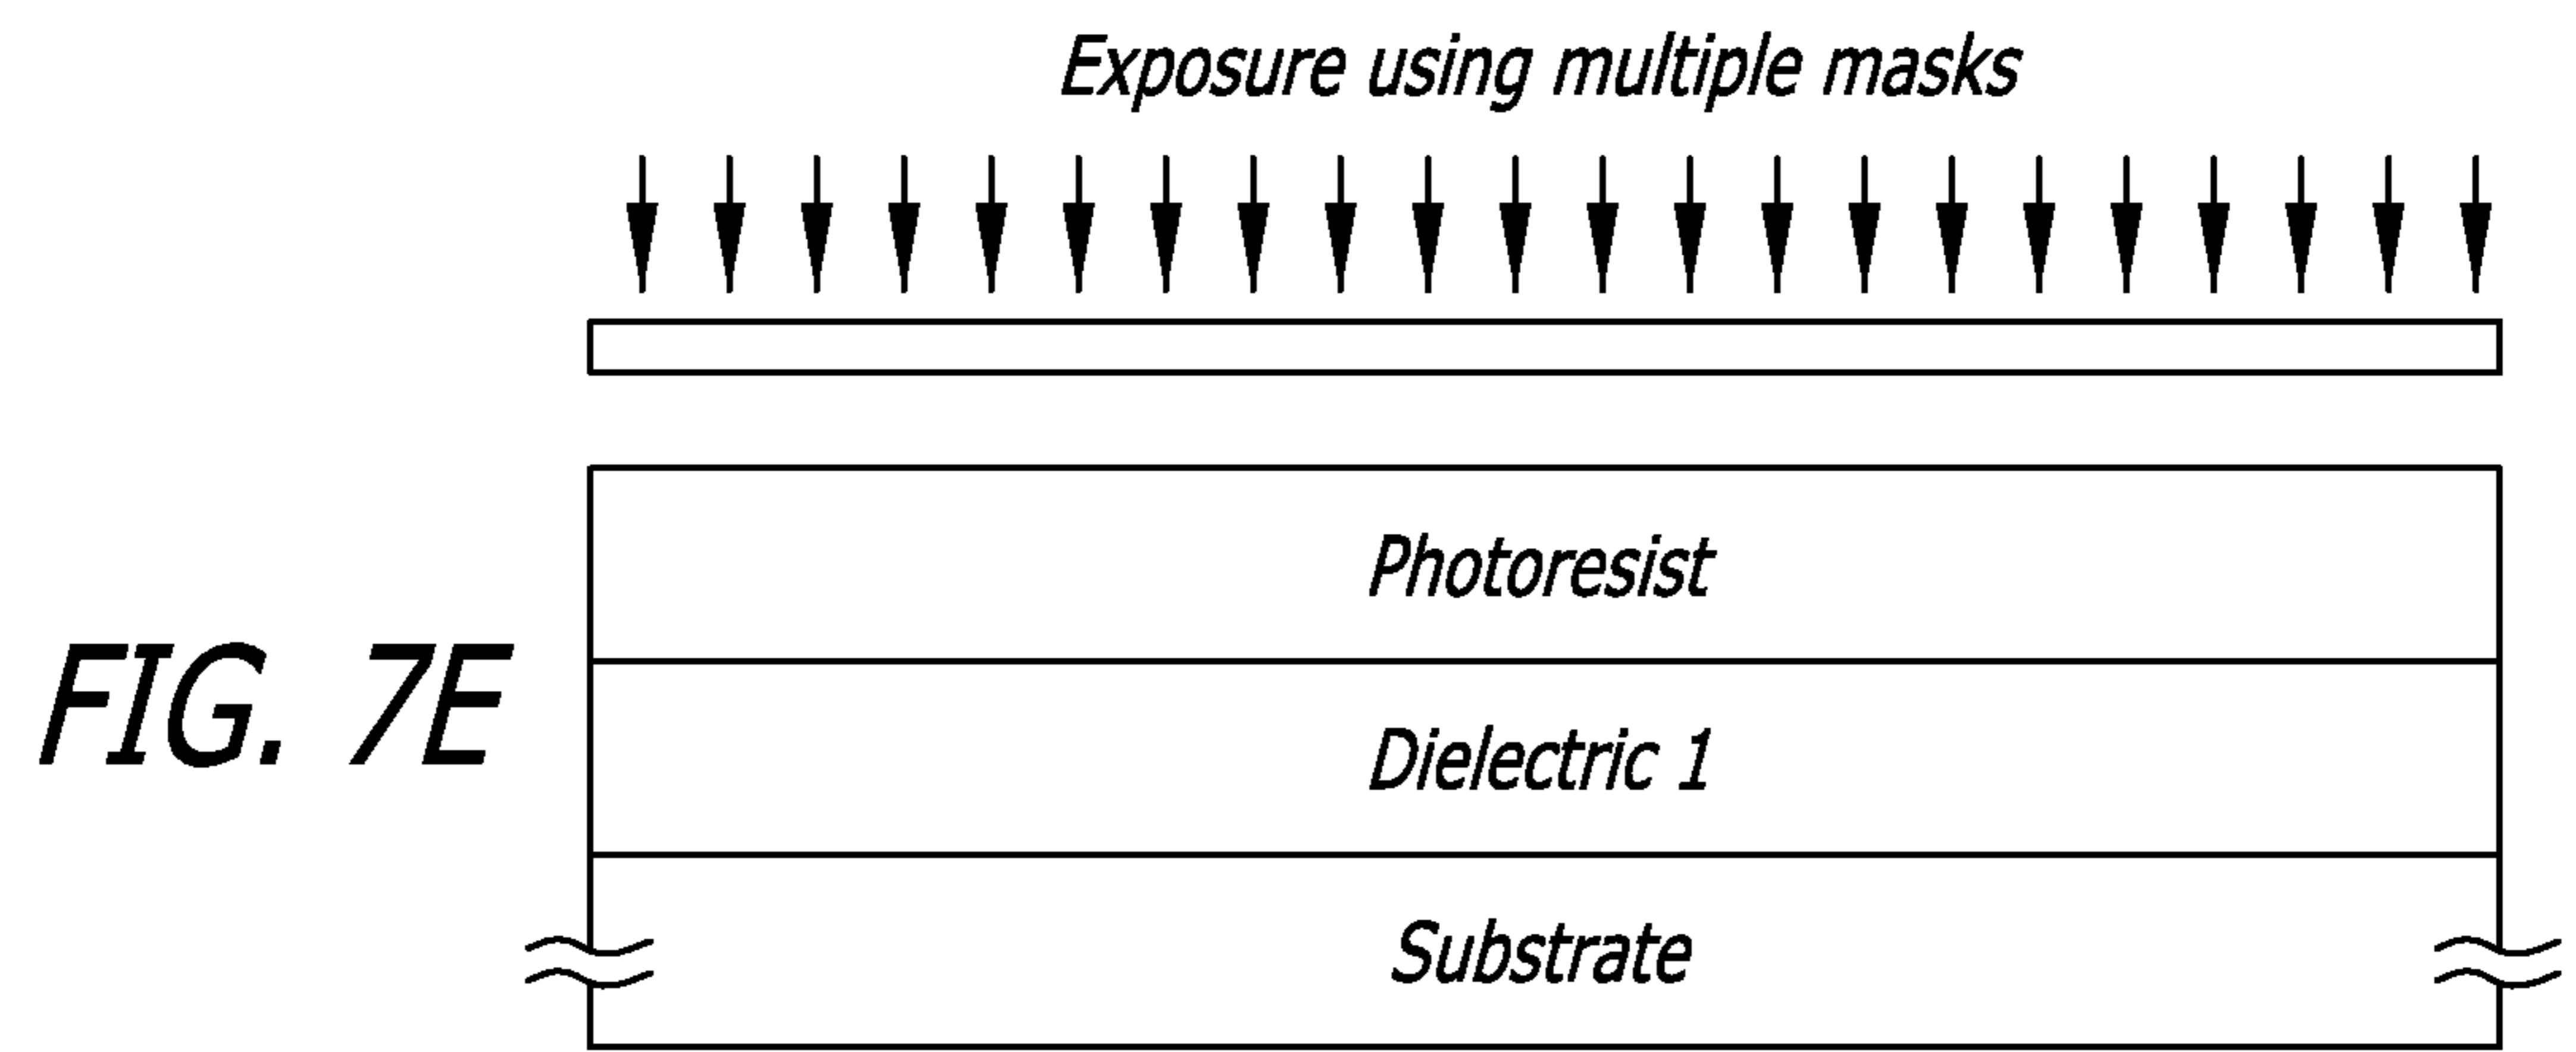 Exposure using multiple masks
Photoresist
FIG. 7E
Dielectric 1
Substrate